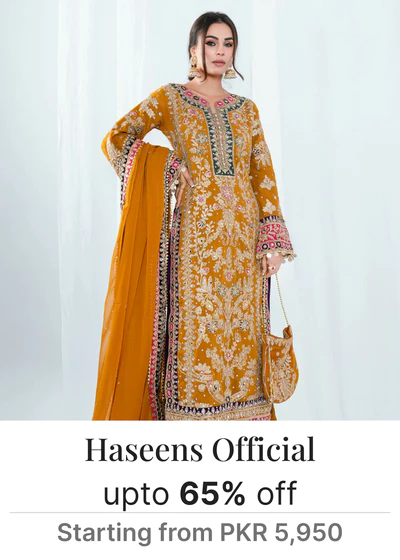 Haseens Official
upto 65% off
Starting from PKR 5,950